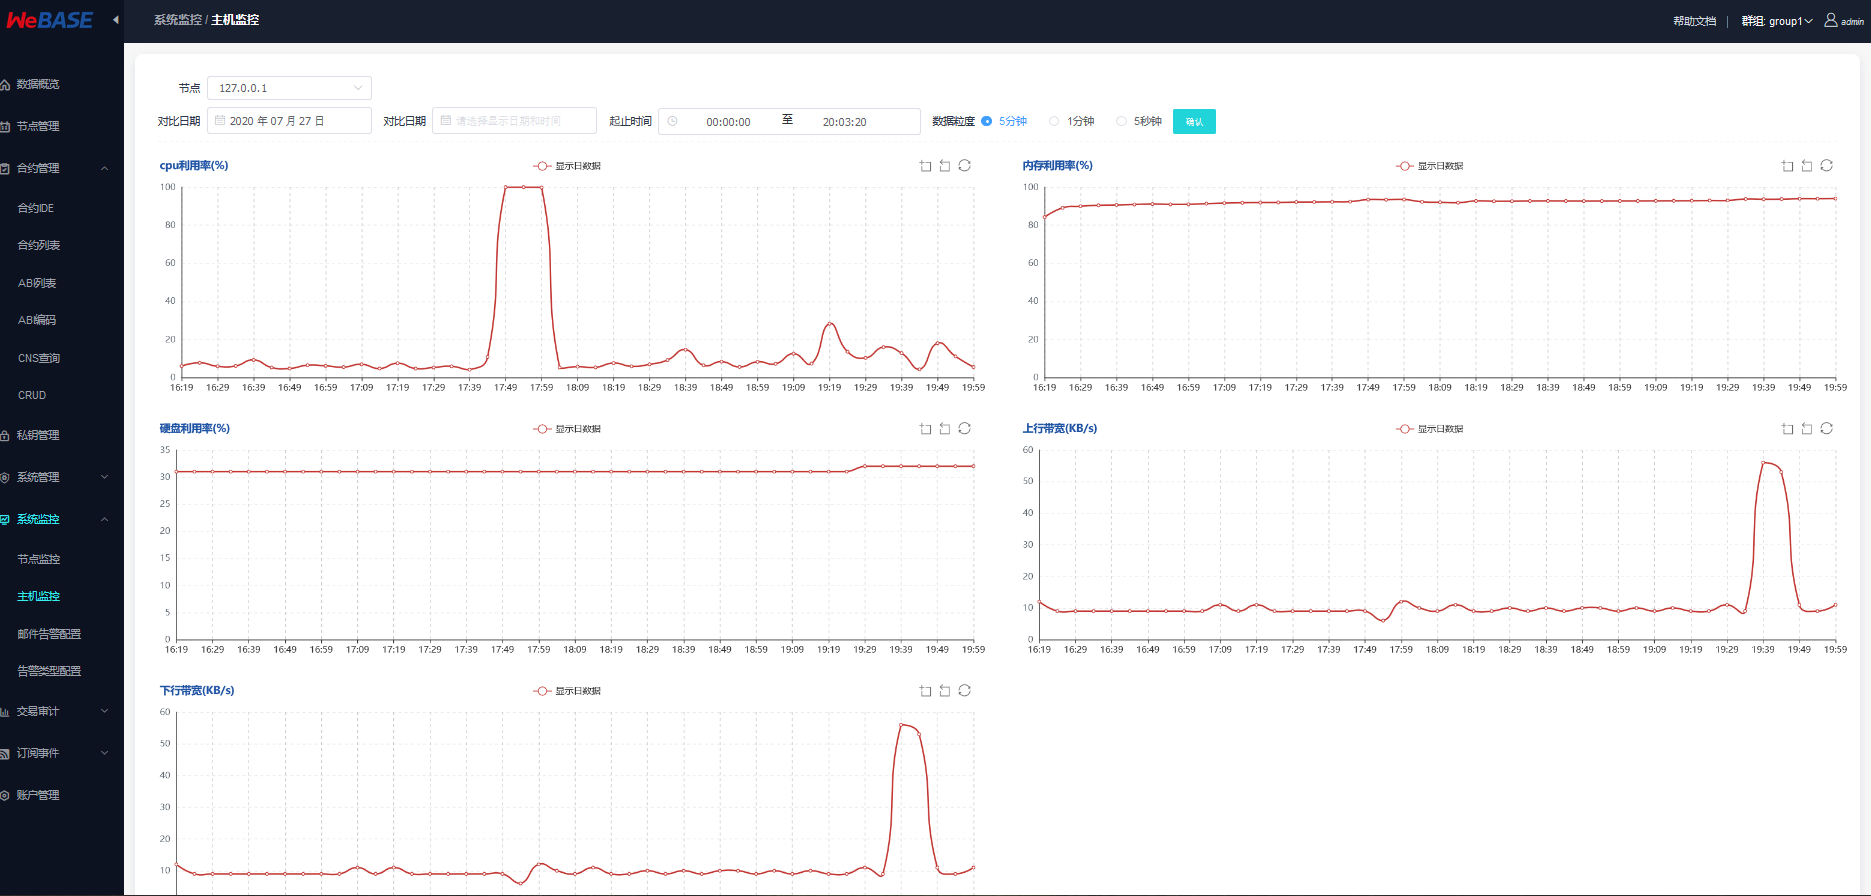 WeBASE
系统监控 / 主机监控
帮助文档 | 群组: group1 admin
数据概览
节点管理
合约管理
合约IDE
合约列表
AB列表
AB编码
CNS查询
CRUD
私钥管理
系统管理
系统监控
节点监控
主机监控
邮件告警配置
告警类型配置
交易审计
订阅事件
账户管理
节点 127.0.0.1
对比日期 2020 年 07 月 27 日 对比日期 请选择显示日期和时间 起止时间 00:00:00 至 20:03:20 数据粒度 5分钟 1分钟 5秒钟 确认
cpu利用率(%) 显示日数据
100
80
60
40
20
0
16:19 16:29 16:39 16:49 16:59 17:09 17:19 17:29 17:39 17:49 17:59 18:09 18:19 18:29 18:39 18:49 18:59 19:09 19:19 19:29 19:39 19:49 19:59
内存利用率(%) 显示日数据
100
80
60
40
20
0
16:19 16:29 16:39 16:49 16:59 17:09 17:19 17:29 17:39 17:49 17:59 18:09 18:19 18:29 18:39 18:49 18:59 19:09 19:19 19:29 19:39 19:49 19:59
硬盘利用率(%) 显示日数据
35
30
25
20
15
10
5
0
16:19 16:29 16:39 16:49 16:59 17:09 17:19 17:29 17:39 17:49 17:59 18:09 18:19 18:29 18:39 18:49 18:59 19:09 19:19 19:29 19:39 19:49 19:59
上行带宽(KB/s) 显示日数据
60
50
40
30
20
10
0
16:19 16:29 16:39 16:49 16:59 17:09 17:19 17:29 17:39 17:49 17:59 18:09 18:19 18:29 18:39 18:49 18:59 19:09 19:19 19:29 19:39 19:49 19:59
下行带宽(KB/s) 显示日数据
60
50
40
30
20
10